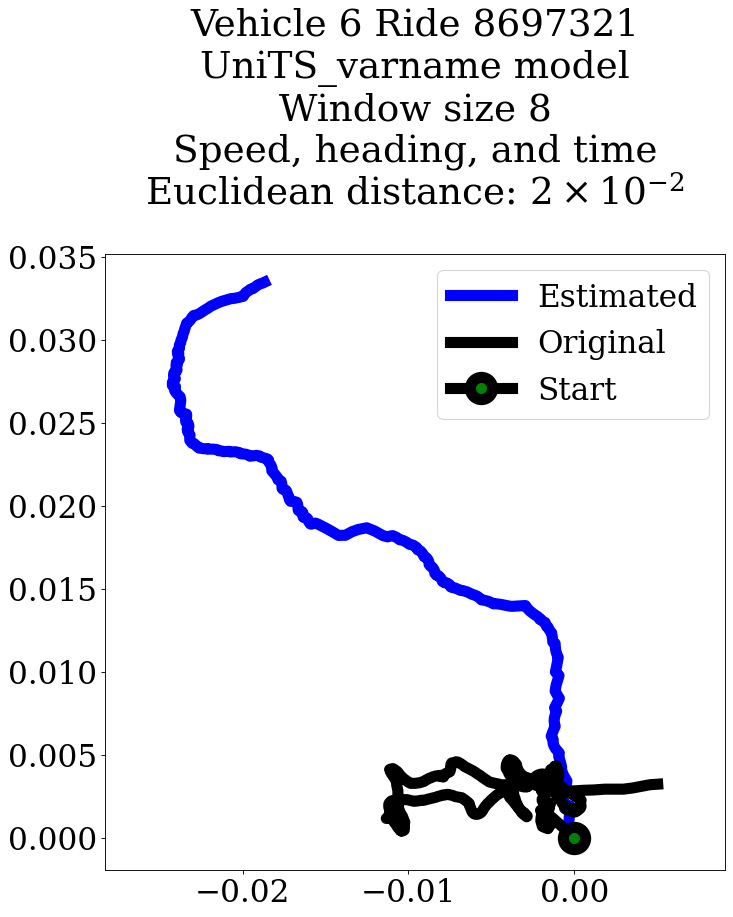 Vehicle 6 Ride 8697321
UniTS_varname model
Window size 8
Speed, heading, and time
Euclidean distance: 2 × 10⁻²
0.035
0.030
0.025
0.020
0.015
0.010
0.005
0.000
Estimated
Original
Start
−0.02
−0.01
0.00